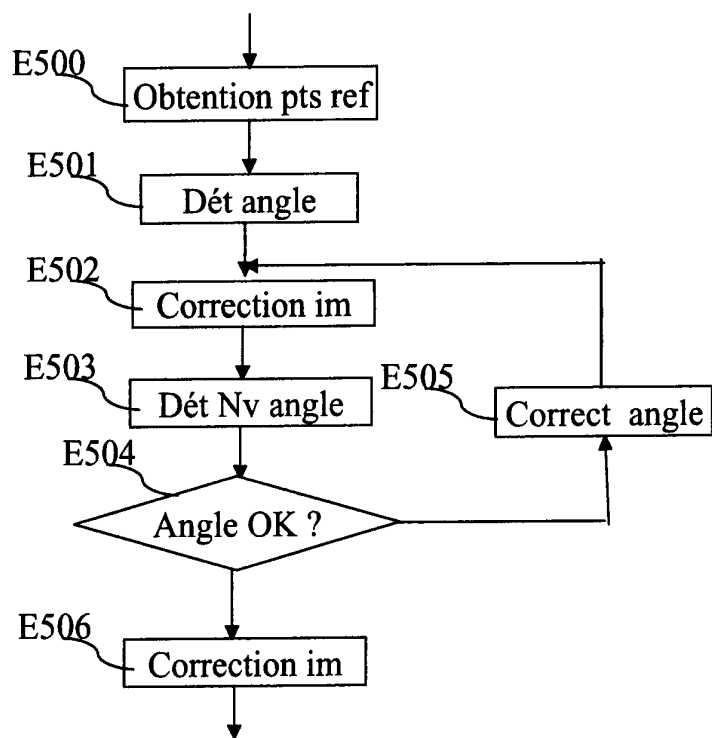 E500
Obtention pts ref
E501
Dét angle
E502
Correction im
E503
Dét Nv angle
E505
Correct angle
E504
Angle OK ?
E506
Correction im